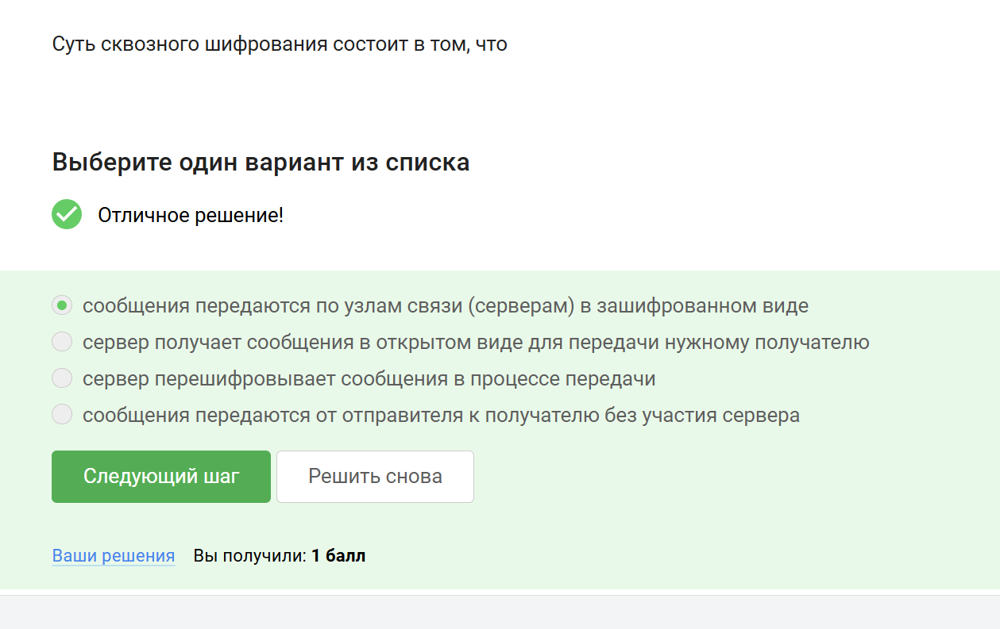 Суть сквозного шифрования состоит в том, что
Выберите один вариант из списка
Отличное решение!
сообщения передаются по узлам связи (серверам) в зашифрованном виде
сервер получает сообщения в открытом виде для передачи нужному получателю
сервер перешифровывает сообщения в процессе передачи
сообщения передаются от отправителя к получателю без участия сервера
Следующий шаг Решить снова
Ваши решения Вы получили: 1 балл